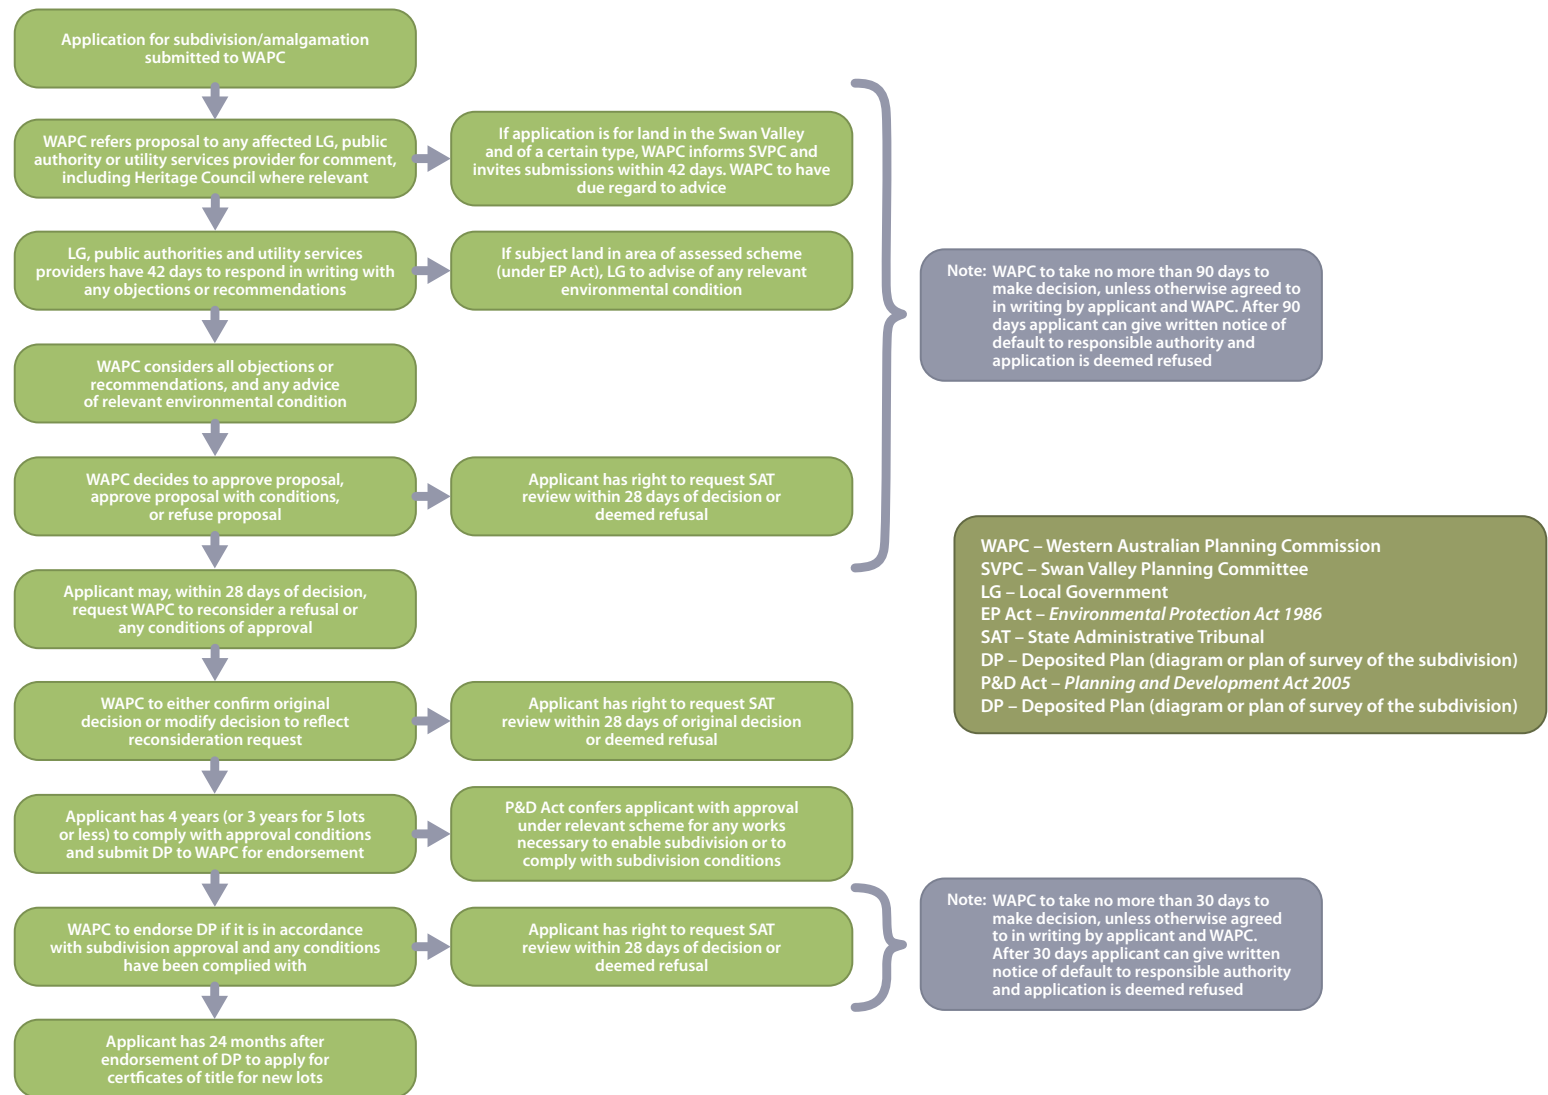 Application for subdivision/amalgamation
submitted to WAPC
WAPC refers proposal to any affected LG, public
authority or utility services provider for comment,
including Heritage Council where relevant
If application is for land in the Swan Valley
and of a certain type, WAPC informs SVPC and
invites submissions within 42 days. WAPC to have
due regard to advice
LG, public authorities and utility services
providers have 42 days to respond in writing with
any objections or recommendations
If subject land in area of assessed scheme
(under EP Act), LG to advise of any relevant
environmental condition
Note: WAPC to take no more than 90 days to
make decision, unless otherwise agreed to
in writing by applicant and WAPC. After 90
days applicant can give written notice of
default to responsible authority and
application is deemed refused
WAPC considers all objections or
recommendations, and any advice
of relevant environmental condition
WAPC decides to approve proposal,
approve proposal with conditions,
or refuse proposal
Applicant has right to request SAT
review within 28 days of decision or
deemed refusal
WAPC – Western Australian Planning Commission
SVPC – Swan Valley Planning Committee
LG – Local Government
EP Act – Environmental Protection Act 1986
SAT – State Administrative Tribunal
DP – Deposited Plan (diagram or plan of survey of the subdivision)
P&D Act – Planning and Development Act 2005
DP – Deposited Plan (diagram or plan of survey of the subdivision)
Applicant may, within 28 days of decision,
request WAPC to reconsider a refusal or
any conditions of approval
WAPC to either confirm original
decision or modify decision to reflect
reconsideration request
Applicant has right to request SAT
review within 28 days of original decision
or deemed refusal
Applicant has 4 years (or 3 years for 5 lots
or less) to comply with approval conditions
and submit DP to WAPC for endorsement
P&D Act confers applicant with approval
under relevant scheme for any works
necessary to enable subdivision or to
comply with subdivision conditions
WAPC to endorse DP if it is in accordance
with subdivision approval and any conditions
have been complied with
Applicant has right to request SAT
review within 28 days of decision or
deemed refusal
Note: WAPC to take no more than 30 days to
make decision, unless otherwise agreed
to in writing by applicant and WAPC.
After 30 days applicant can give written
notice of default to responsible authority
and application is deemed refused
Applicant has 24 months after
endorsement of DP to apply for
certficates of title for new lots